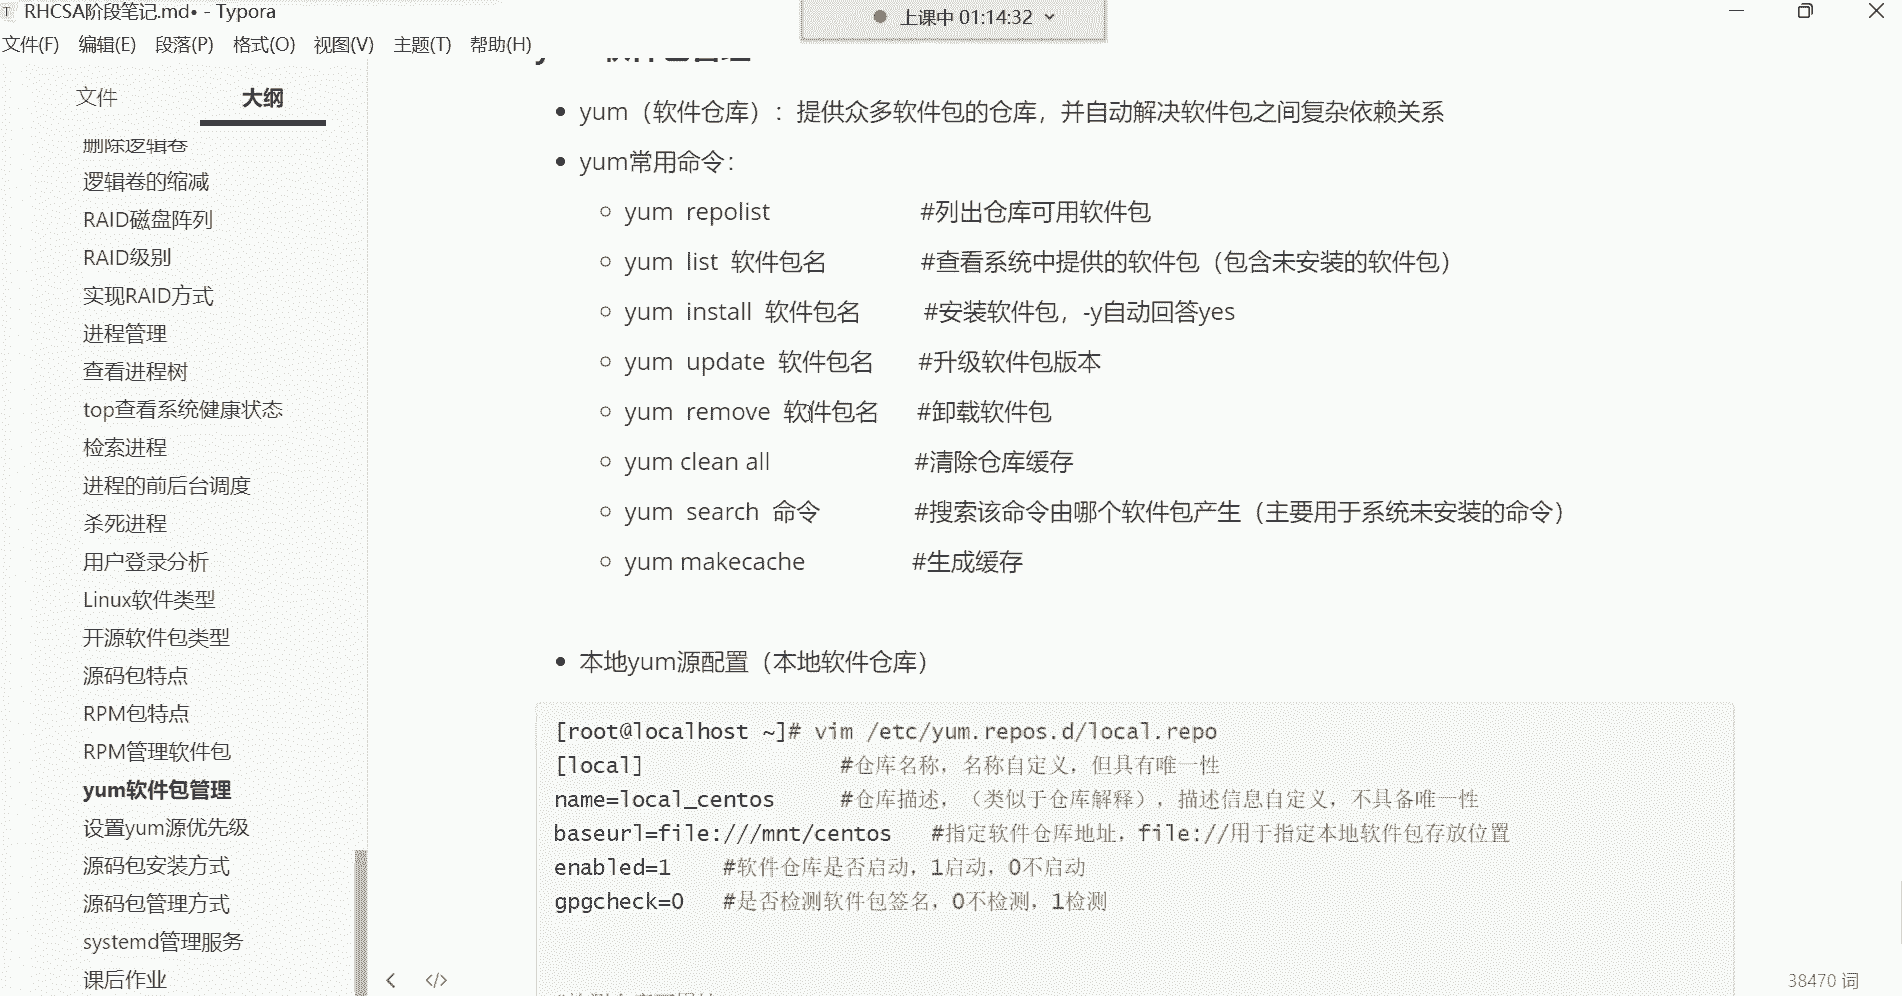 RHCSA阶段笔记.md• - Typora
上课中 01:14:32
文件(F) 编辑(E) 段落(P) 格式(O) 视图(V) 主题(T) 帮助(H)
文件 大纲
删除逻辑卷
逻辑卷的缩减
RAID磁盘阵列
RAID级别
实现RAID方式
进程管理
查看进程树
top查看系统健康状态
检索进程
进程的前后台调度
杀死进程
用户登录分析
Linux软件类型
开源软件包类型
源码包特点
RPM包特点
RPM管理软件包
yum软件包管理
设置yum源优先级
源码包安装方式
源码包管理方式
systemd管理服务
课后作业
yum（软件仓库）：提供众多软件包的仓库，并自动解决软件包之间复杂依赖关系
yum常用命令：
yum repolist #列出仓库可用软件包
yum list 软件包名 #查看系统中提供的软件包（包含未安装的软件包）
yum install 软件包名 #安装软件包，-y自动回答yes
yum update 软件包名 #升级软件包版本
yum remove 软件包名 #卸载软件包
yum clean all #清除仓库缓存
yum search 命令 #搜索该命令由哪个软件包产生（主要用于系统未安装的命令）
yum makecache #生成缓存
本地yum源配置（本地软件仓库）
[root@localhost ~]# vim /etc/yum.repos.d/local.repo
[local] #仓库名称，名称自定义，但具有唯一性
name=local_centos #仓库描述，（类似于仓库解释），描述信息自定义，不具备唯一性
baseurl=file:///mnt/centos #指定软件仓库地址，file://用于指定本地软件包存放位置
enabled=1 #软件仓库是否启动，1启动，0不启动
gpgcheck=0 #是否检测软件包签名，0不检测，1检测
38470 词